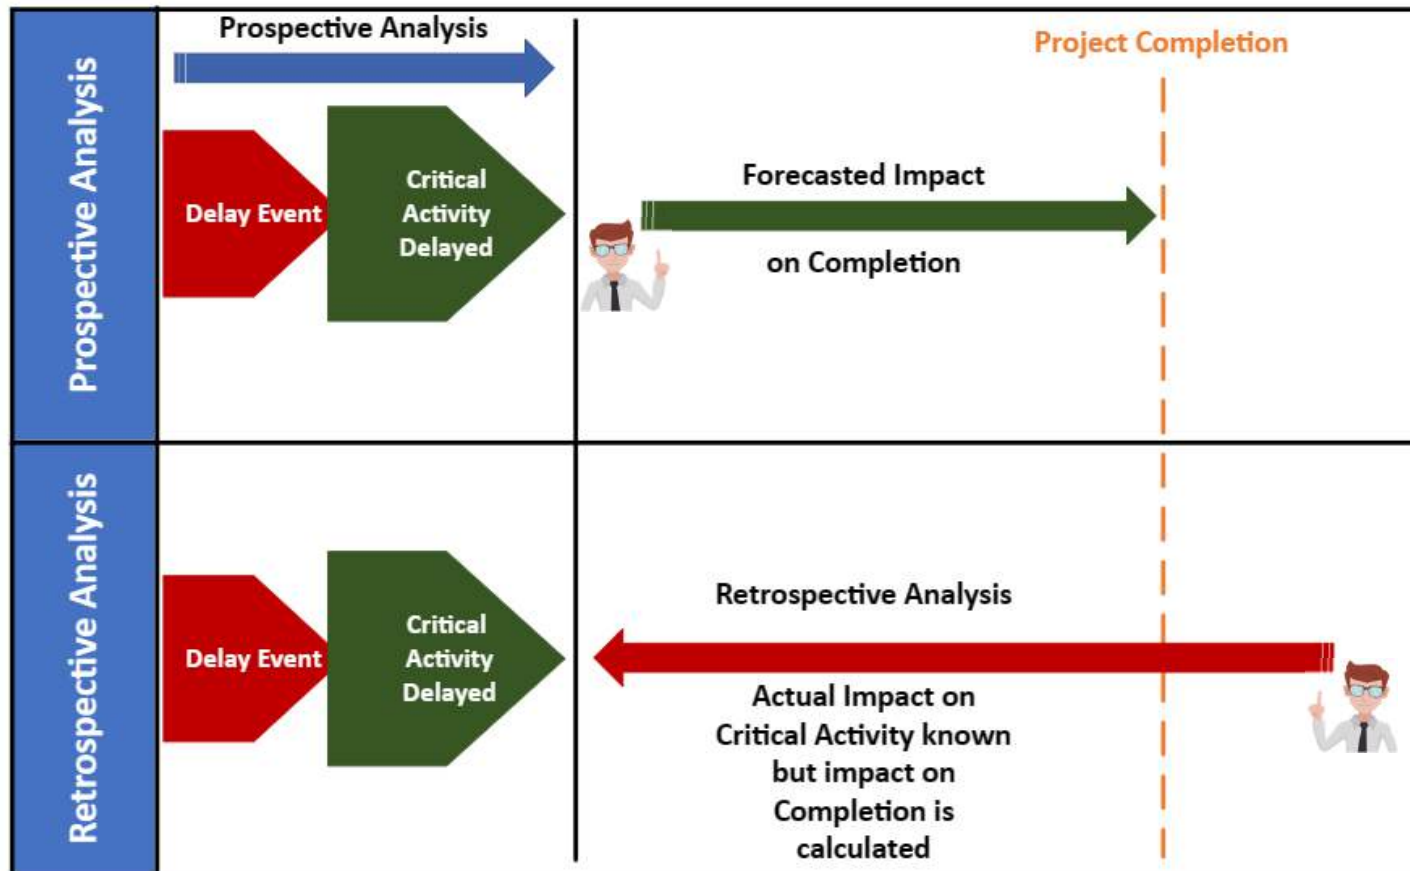 Prospective Analysis
Prospective Analysis
Project Completion
Delay Event
Critical
Activity
Delayed
Forecasted Impact
on Completion
Retrospective Analysis
Delay Event
Critical
Activity
Delayed
Retrospective Analysis
Actual Impact on
Critical Activity known
but impact on
Completion is
calculated